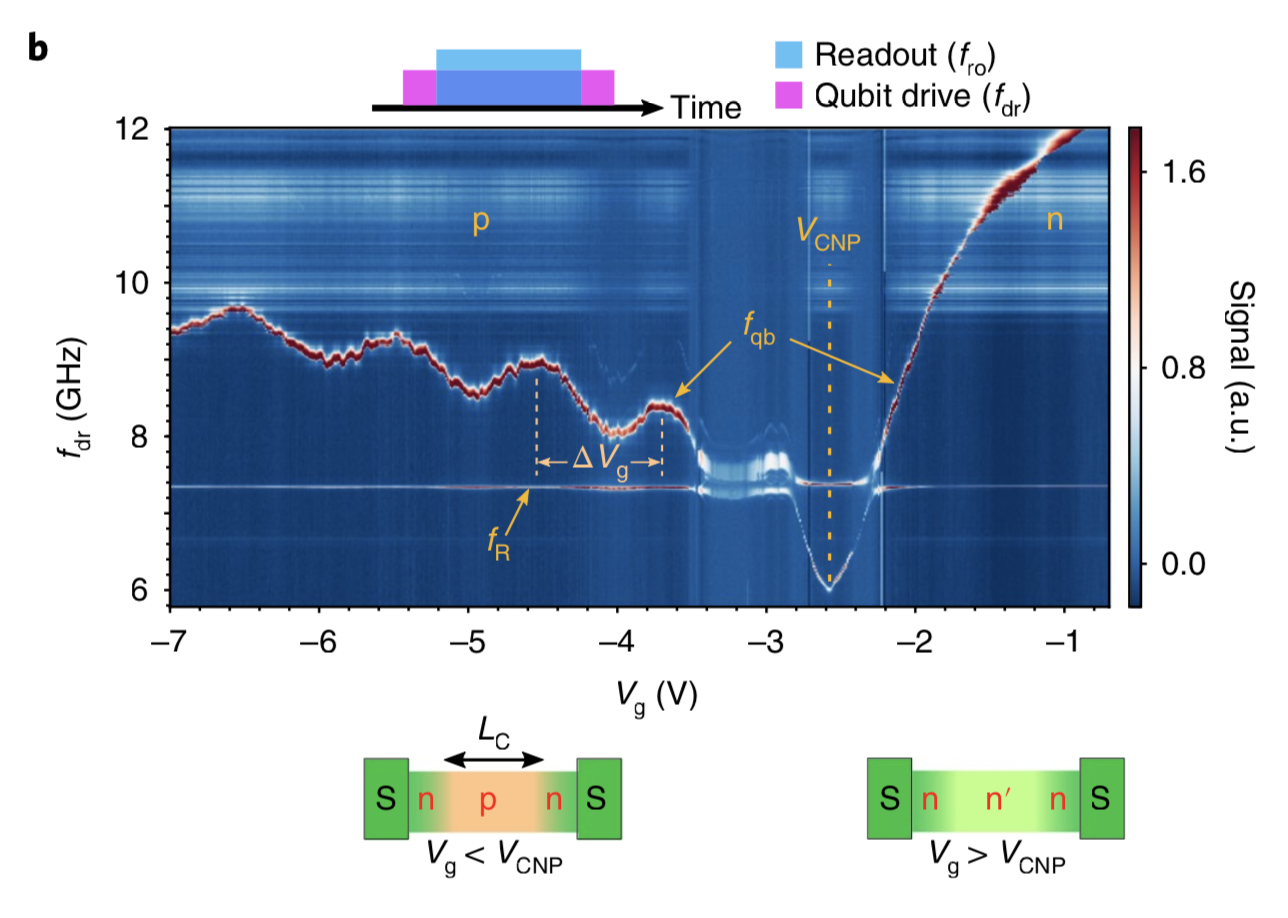 b
Readout (fro)
Qubit drive (fdr)
Time
12
10
8
6
fdr (GHz)
p
VCNP
n
fqb
ΔVg
fR
1.6
0.8
0.0
Signal (a.u.)
−7 −6 −5 −4 −3 −2 −1
Vg (V)
LC
S n p n S
Vg < VCNP
S n n′ n S
Vg > VCNP